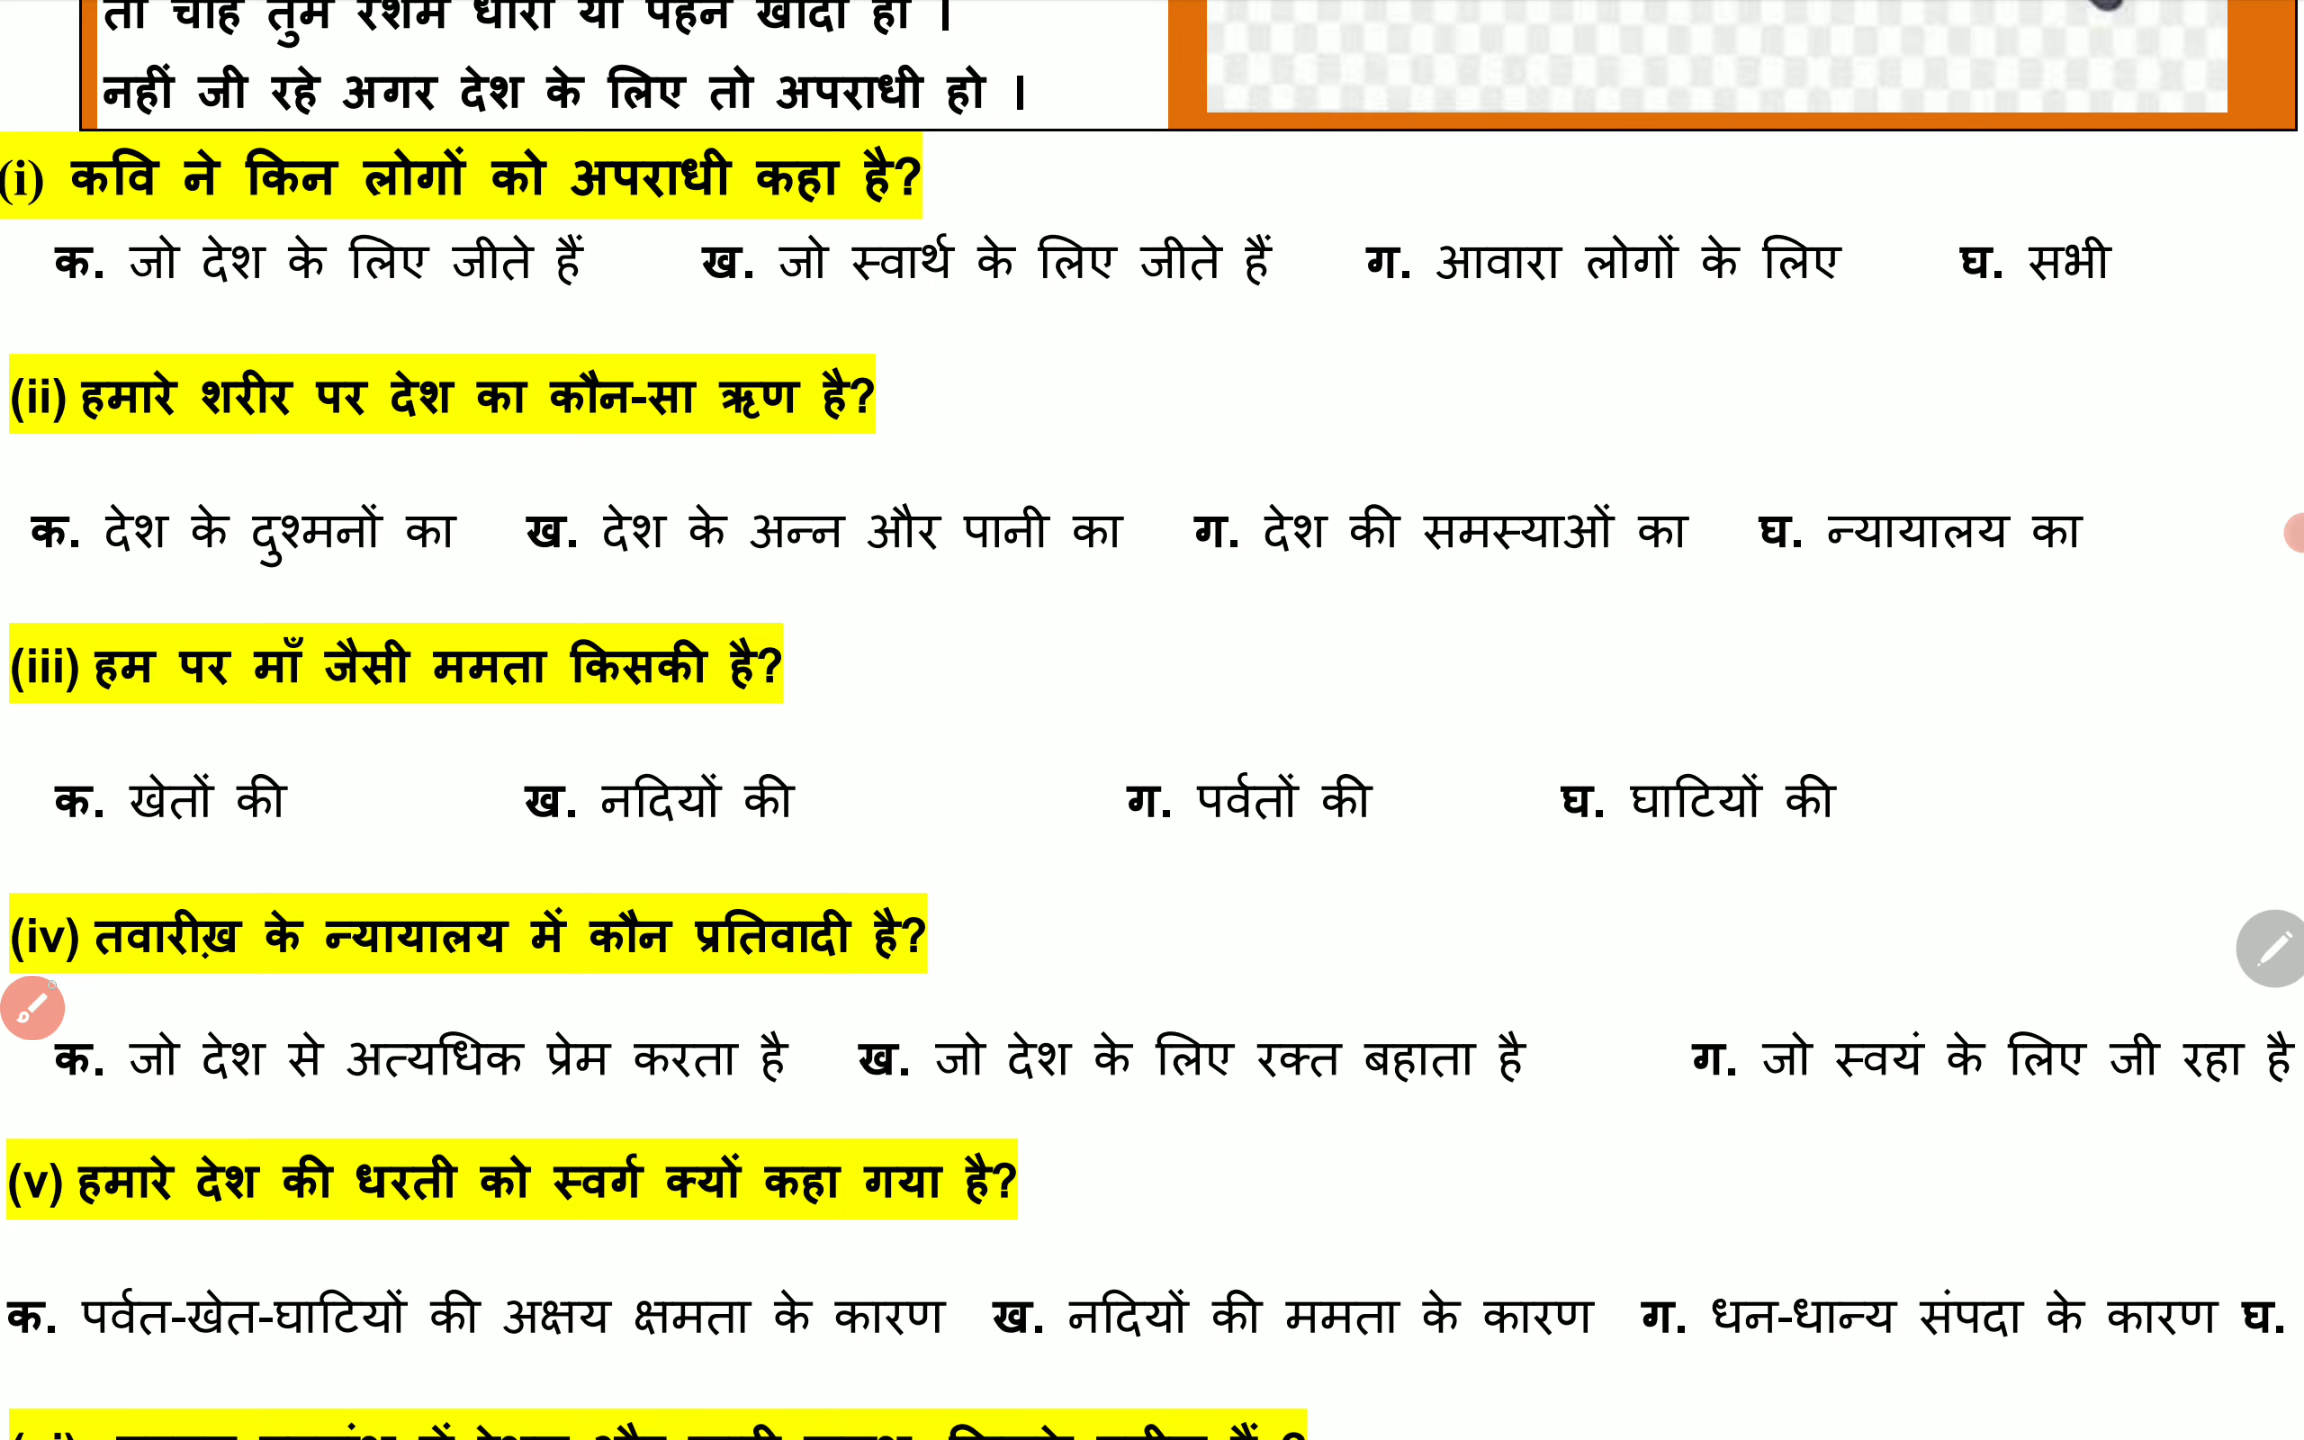 तो चाहे तुम रेशम धारो या पहने खादी हो ।
नहीं जी रहे अगर देश के लिए तो अपराधी हो ।
(i) कवि ने किन लोगों को अपराधी कहा है?
क. जो देश के लिए जीते हैं ख. जो स्वार्थ के लिए जीते हैं ग. आवारा लोगों के लिए घ. सभी
(ii) हमारे शरीर पर देश का कौन-सा ऋण है?
क. देश के दुश्मनों का ख. देश के अन्न और पानी का ग. देश की समस्याओं का घ. न्यायालय का
(iii) हम पर माँ जैसी ममता किसकी है?
क. खेतों की ख. नदियों की ग. पर्वतों की घ. घाटियों की
(iv) तवारीख़ के न्यायालय में कौन प्रतिवादी है?
क. जो देश से अत्यधिक प्रेम करता है ख. जो देश के लिए रक्त बहाता है ग. जो स्वयं के लिए जी रहा है
(v) हमारे देश की धरती को स्वर्ग क्यों कहा गया है?
क. पर्वत-खेत-घाटियों की अक्षय क्षमता के कारण ख. नदियों की ममता के कारण ग. धन-धान्य संपदा के कारण घ.